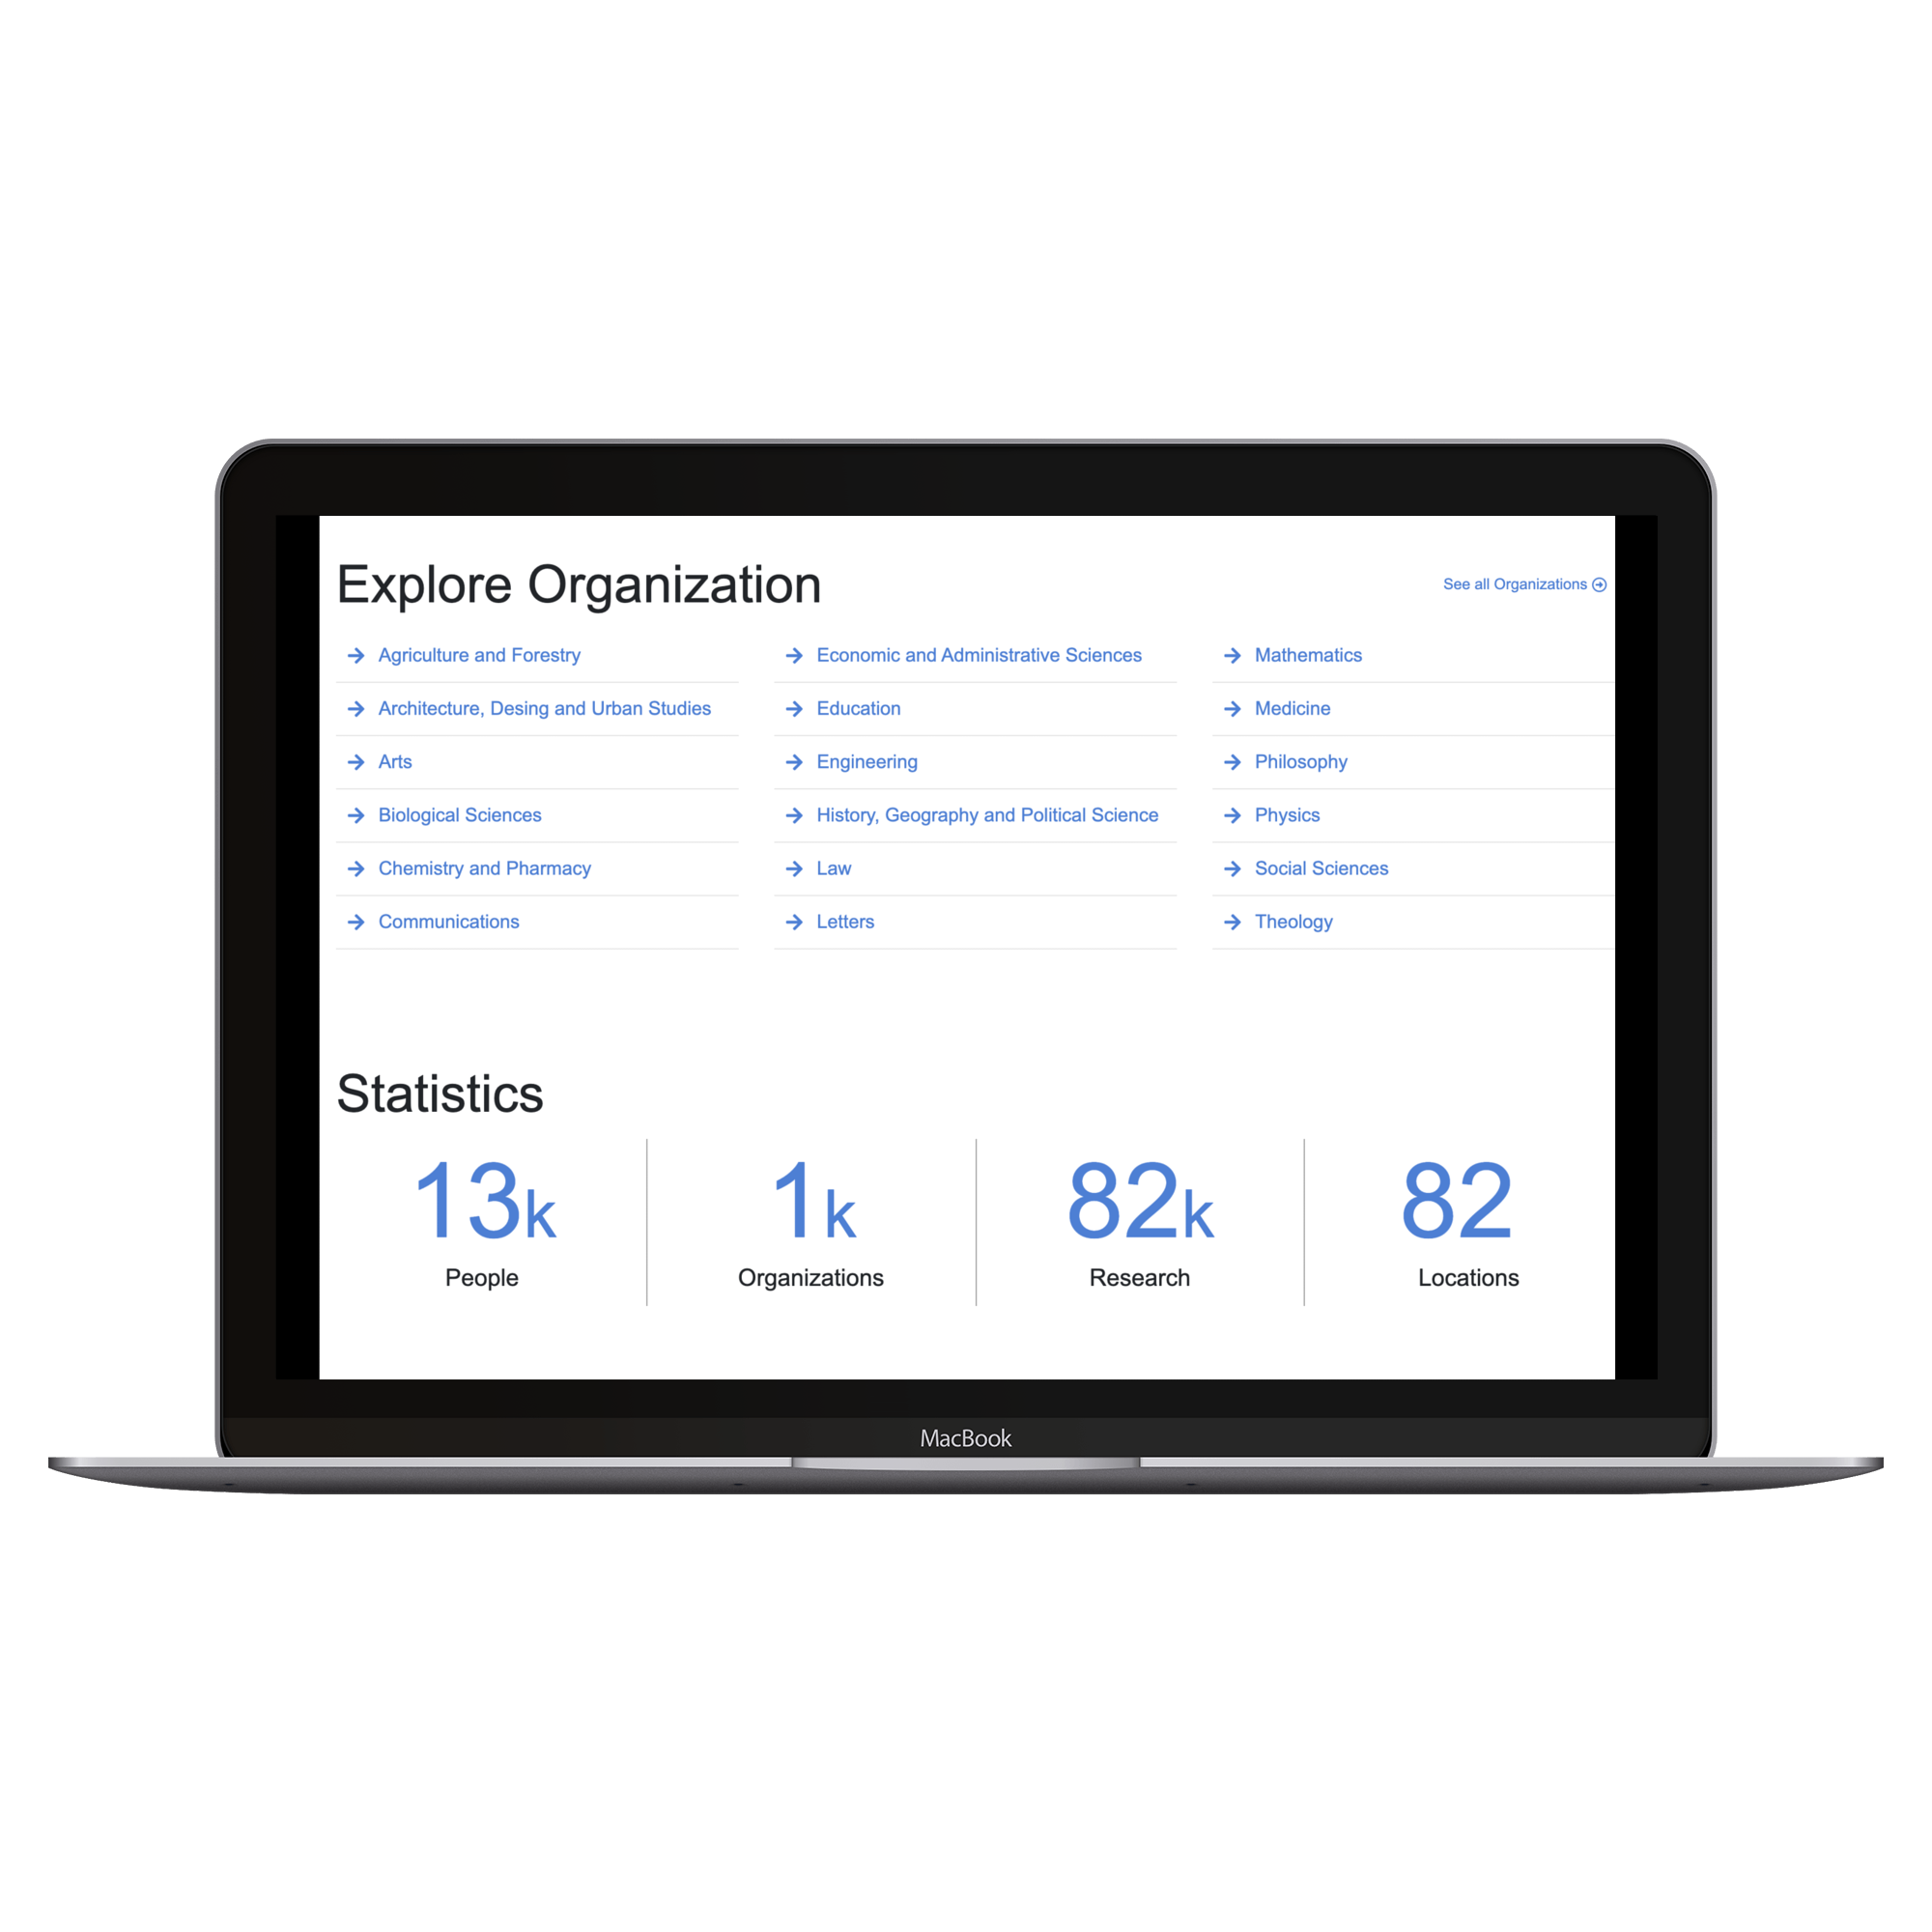 Explore Organization
See all Organizations
Agriculture and Forestry
Economic and Administrative Sciences
Mathematics
Architecture, Desing and Urban Studies
Education
Medicine
Arts
Engineering
Philosophy
Biological Sciences
History, Geography and Political Science
Physics
Chemistry and Pharmacy
Law
Social Sciences
Communications
Letters
Theology
Statistics
13k
1k
82k
82
People
Organizations
Research
Locations
MacBook